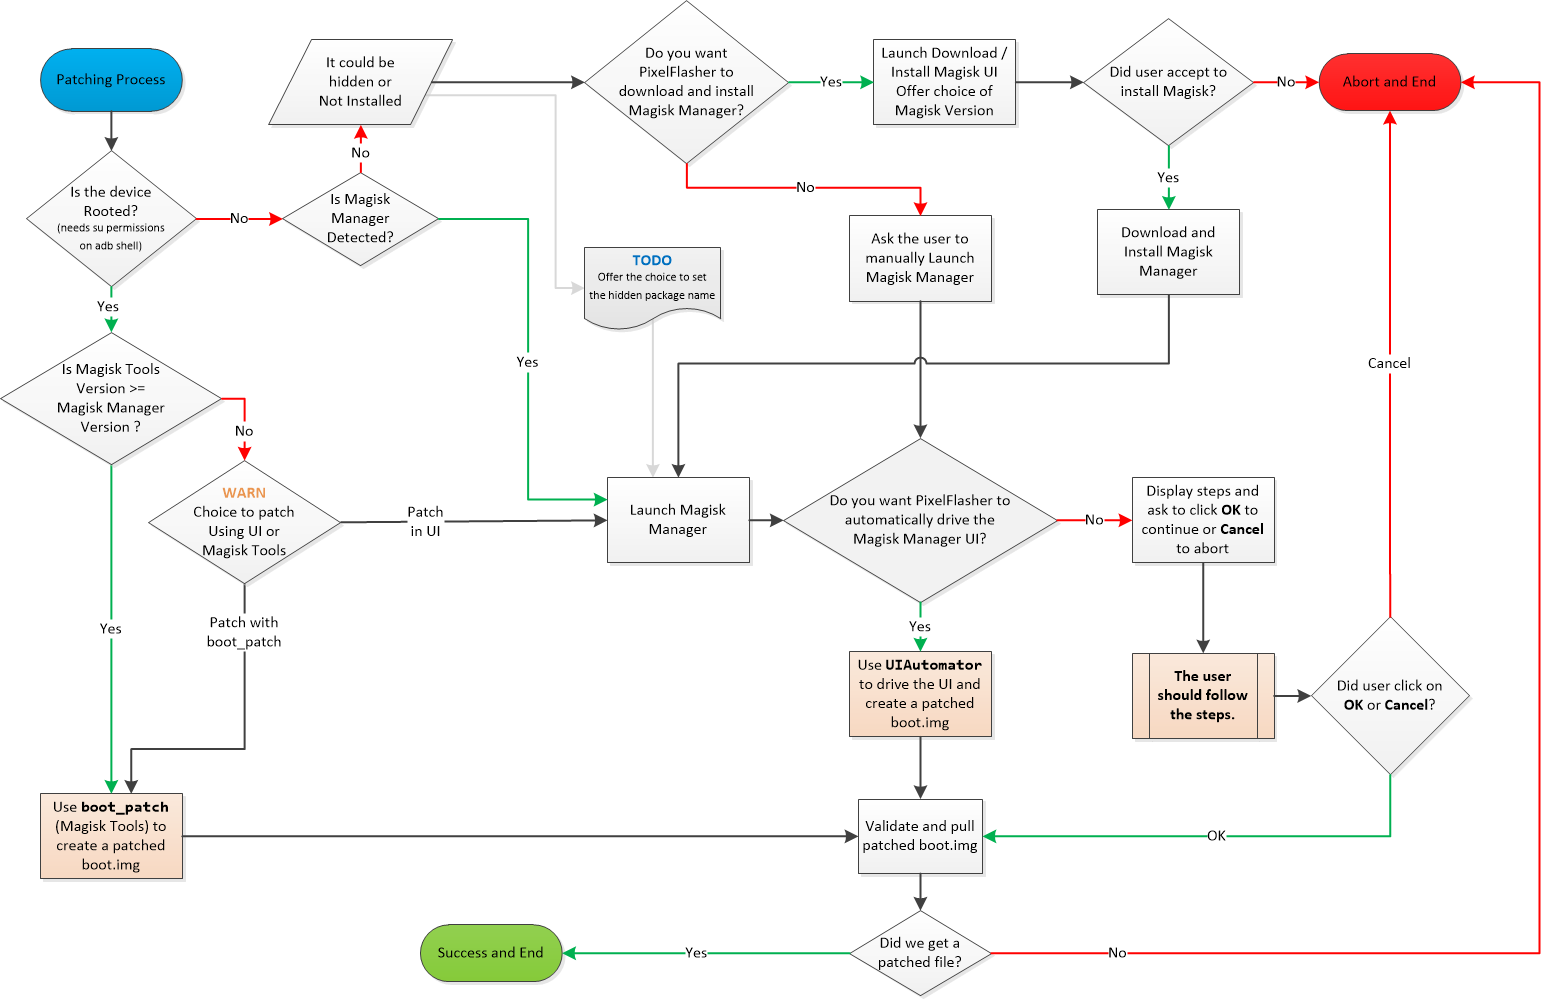 Patching Process
It could be
hidden or
Not Installed
Do you want
PixelFlasher to
download and install
Magisk Manager?
Yes
Launch Download /
Install Magisk UI
Offer choice of
Magisk Version
Did user accept to
install Magisk?
No
Abort and End
No
Is the device
Rooted?
(needs su permissions
on adb shell)
No
Is Magisk
Manager
Detected?
No
Yes
Ask the user to
manually Launch
Magisk Manager
Download and
Install Magisk
Manager
TODO
Offer the choice to set
the hidden package name
Yes
Is Magisk Tools
Version >=
Magisk Manager
Version ?
Yes
Cancel
No
WARN
Choice to patch
Using UI or
Magisk Tools
Patch
in UI
Launch Magisk
Manager
Do you want PixelFlasher to
automatically drive the
Magisk Manager UI?
No
Display steps and
ask to click OK to
continue or Cancel
to abort
Yes
Patch with
boot_patch
Yes
Use UIAutomator
to drive the UI and
create a patched
boot.img
The user
should follow
the steps.
Did user click on
OK or Cancel?
Use boot_patch
(Magisk Tools) to
create a patched
boot.img
Validate and pull
patched boot.img
OK
Success and End
Yes
Did we get a
patched file?
No